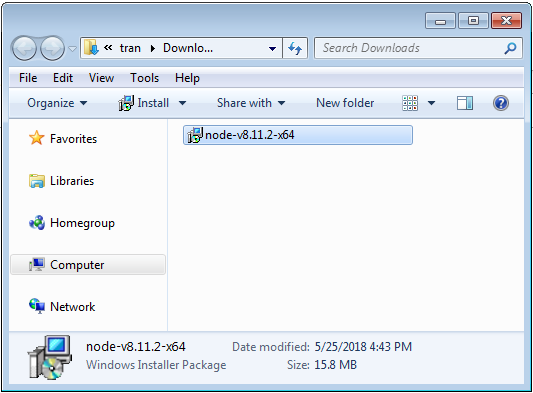 « tran Downlo... Search Downloads
File Edit View Tools Help
Organize Install Share with New folder
Favorites
node-v8.11.2-x64
Libraries
Homegroup
Computer
Network
node-v8.11.2-x64 Date modified: 5/25/2018 4:43 PM
Windows Installer Package Size: 15.8 MB